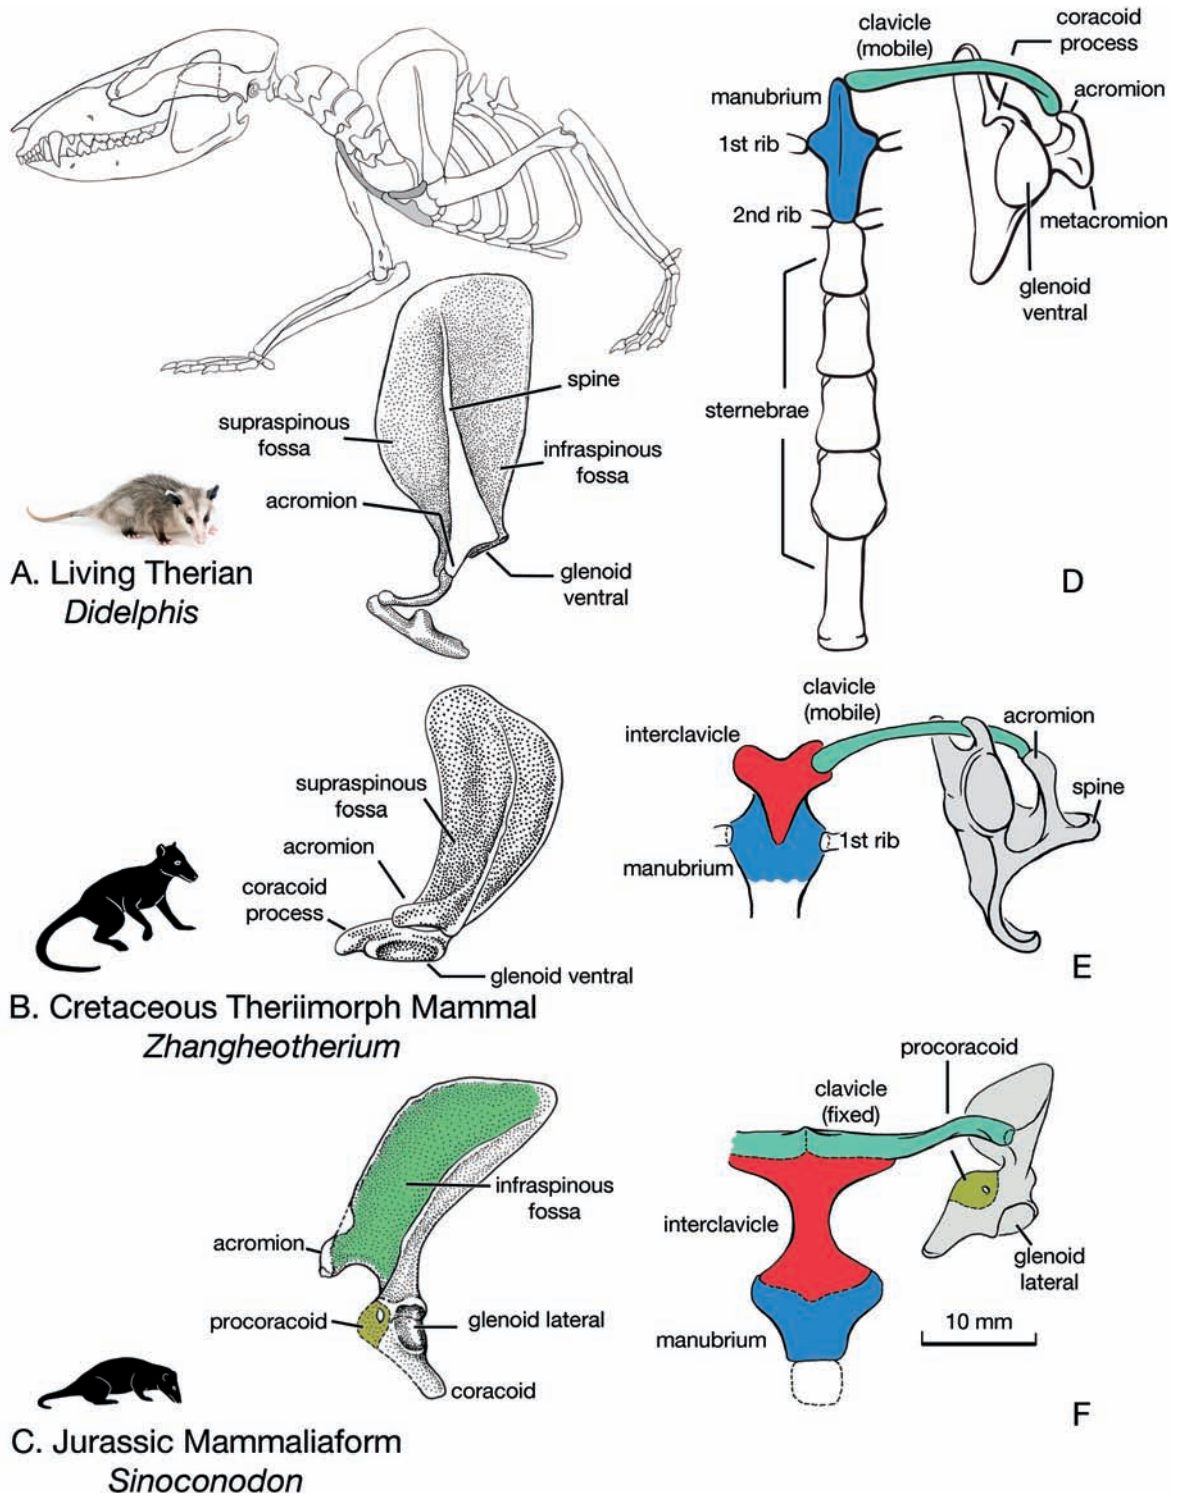 spine
supraspinous
fossa
infraspinous
fossa
acromion
glenoid
ventral
A. Living Therian
Didelphis
clavicle
(mobile)
coracoid
process
manubrium
acromion
1st rib
2nd rib
metacromion
glenoid
ventral
sternebrae
D
supraspinous
fossa
acromion
coracoid
process
glenoid ventral
B. Cretaceous Theriimorph Mammal
Zhangheotherium
clavicle
(mobile)
interclavicle
acromion
spine
1st rib
manubrium
E
infraspinous
fossa
acromion
procoracoid
glenoid lateral
coracoid
C. Jurassic Mammaliaform
Sinoconodon
procoracoid
clavicle
(fixed)
interclavicle
glenoid
lateral
manubrium
10 mm
F